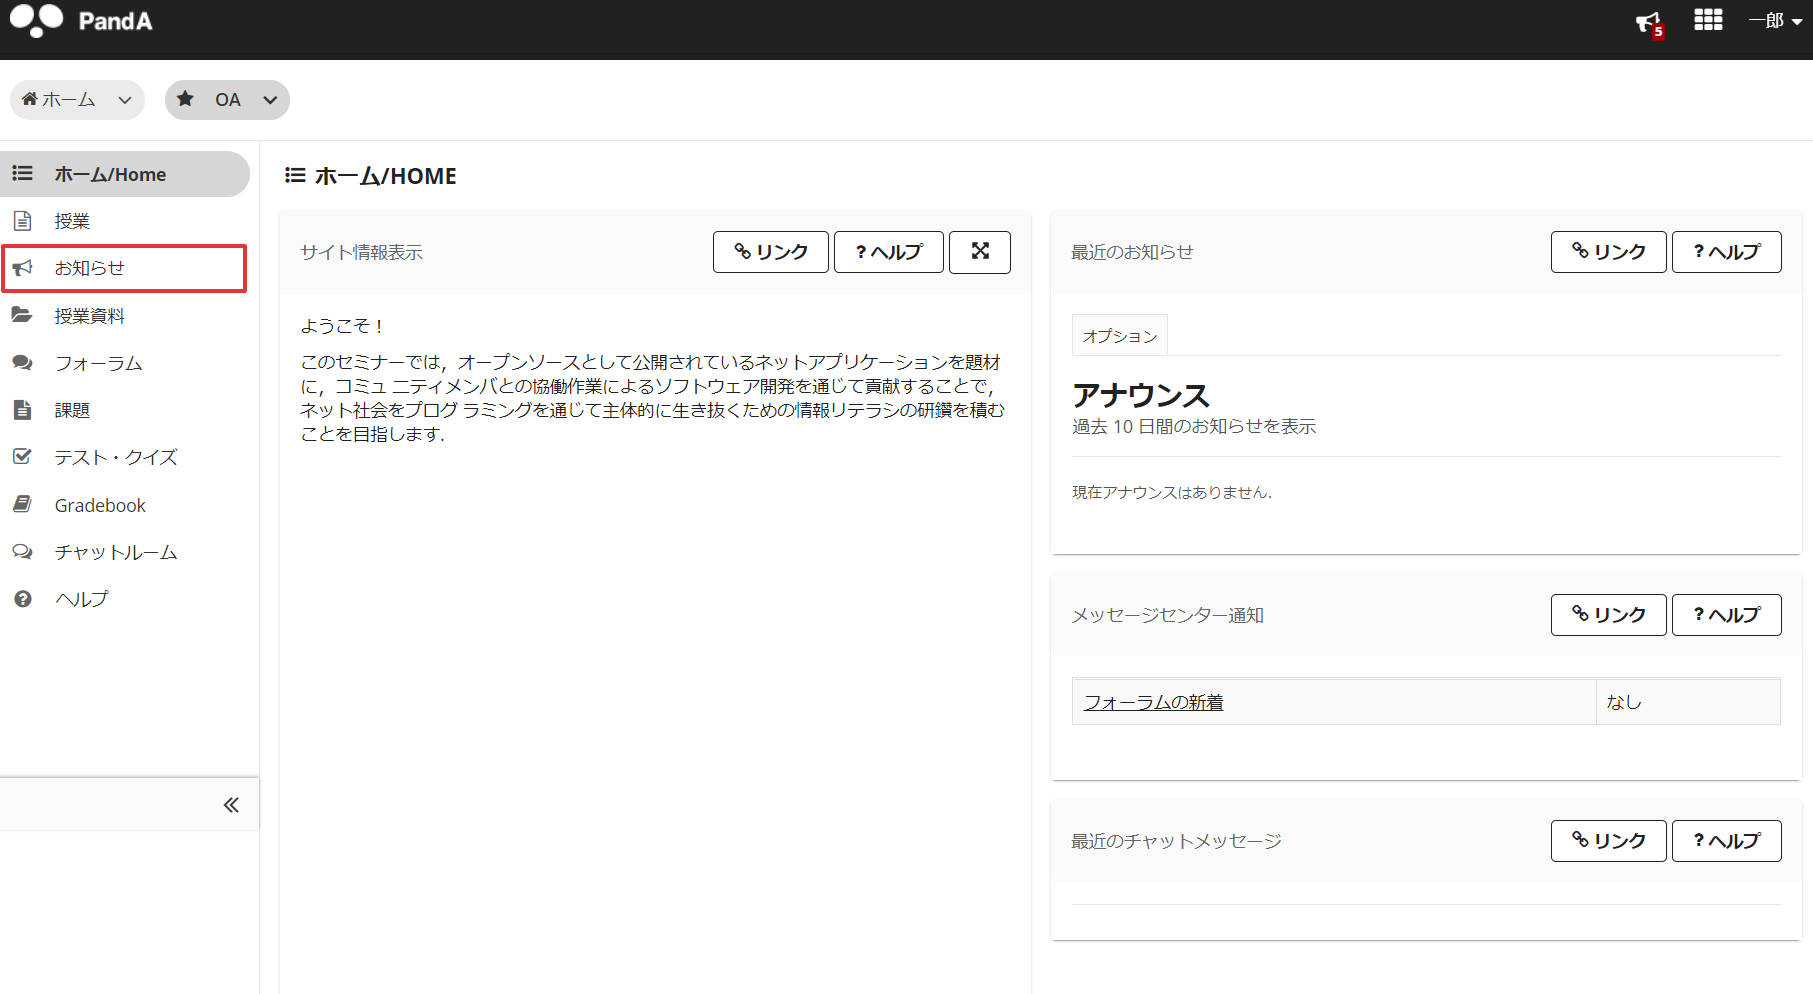 PandA
5
一郎
ホーム
OA
ホーム/Home
授業
お知らせ
授業資料
フォーラム
課題
テスト・クイズ
Gradebook
チャットルーム
ヘルプ
ホーム/HOME
サイト情報表示
リンク
? ヘルプ
ようこそ！
このセミナーでは，オープンソースとして公開されているネットアプリケーションを題材
に，コミュ ニティメンバとの協働作業によるソフトウェア開発を通じて貢献することで，
ネット社会をプログ ラミングを通じて主体的に生き抜くための情報リテラシの研鑽を積む
ことを目指します．
最近のお知らせ
リンク
? ヘルプ
オプション
アナウンス
過去 10 日間のお知らせを表示
現在アナウンスはありません．
メッセージセンター通知
リンク
? ヘルプ
フォーラムの新着
なし
最近のチャットメッセージ
リンク
? ヘルプ